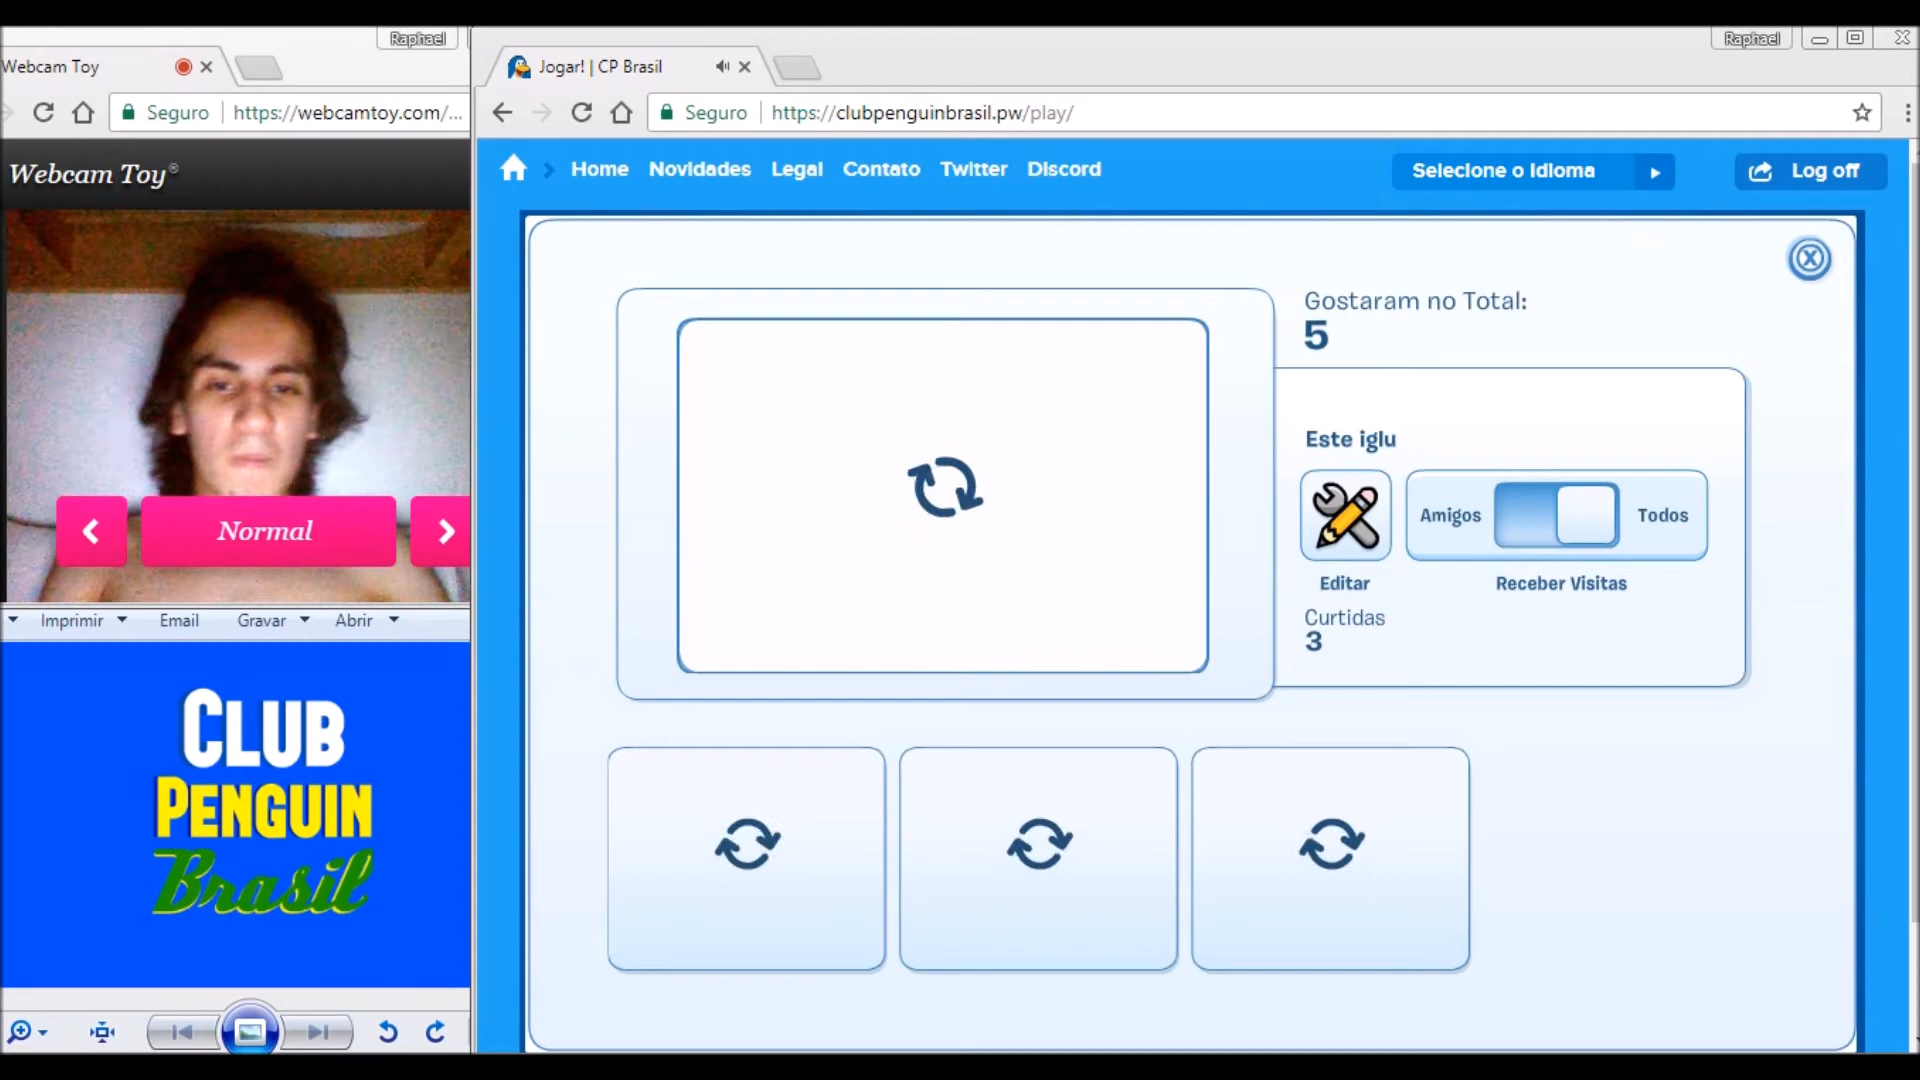 Raphael
Webcam Toy
Seguro
https://webcamtoy.com/...
Webcam Toy®
Normal
Imprimir
Email
Gravar
Abrir
CLUB
PENGUIN
Brasil
Raphael
Jogar! | CP Brasil
Seguro
https://clubpenguinbrasil.pw/play/
Home
Novidades
Legal
Contato
Twitter
Discord
Selecione o Idioma
Log off
Gostaram no Total:
5
Este iglu
Amigos
Todos
Editar
Receber Visitas
Curtidas
3